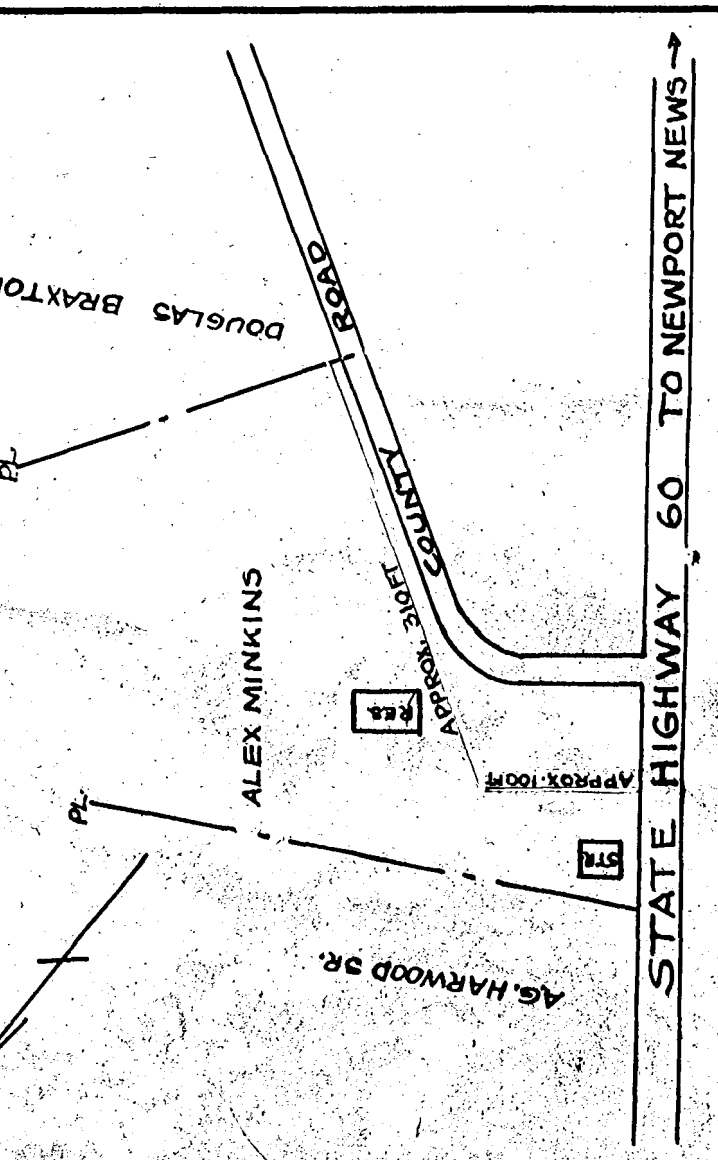 DOUGLAS BRAXTON
PL
COUNTY ROAD
APPROX. 310FT
ALEX MINKINS
RES.
PL.
APPROX. 100FT
STR
A.G. HARWOOD SR.
STATE HIGHWAY 60 TO NEWPORT NEWS →